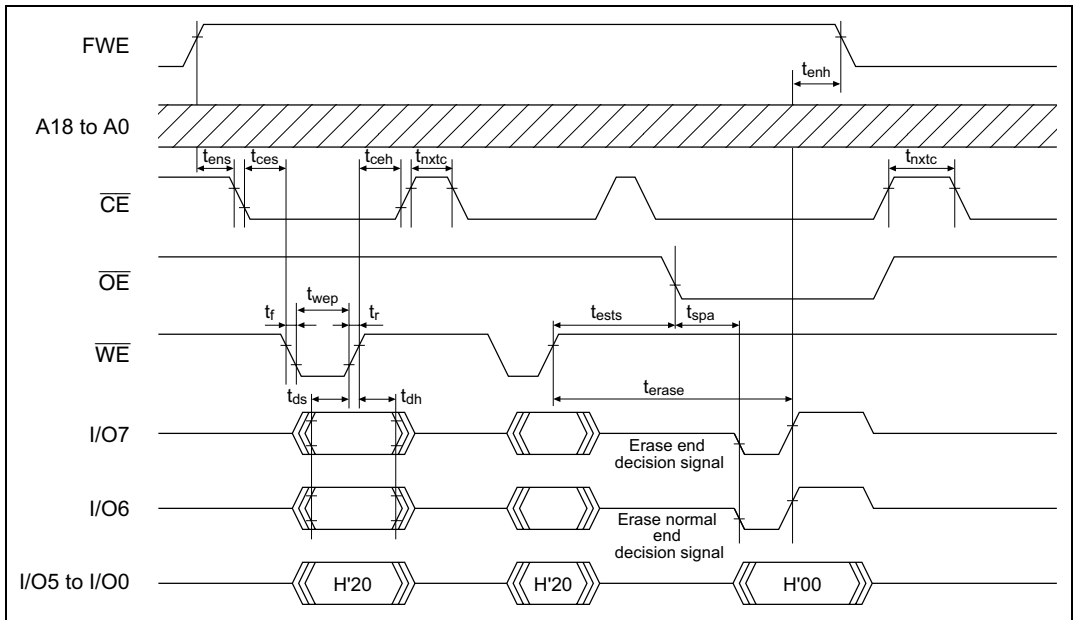 FWE
t_enh
A18 to A0
t_ens t_ces t_ceh t_nxtc t_nxtc
CE
OE
t_wep
t_f t_r t_ests t_spa
WE
t_ds t_dh t_erase
I/O7
Erase end
decision signal
I/O6
Erase normal
end
decision signal
I/O5 to I/O0 H'20 H'20 H'00